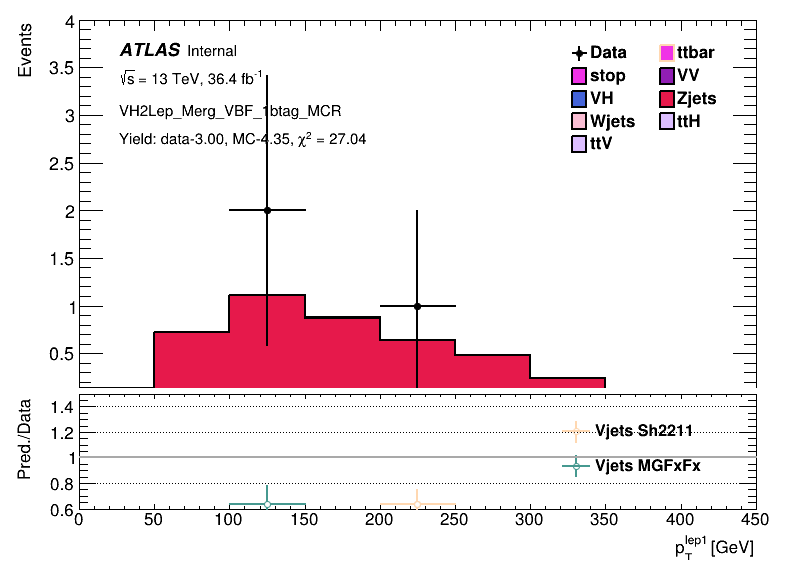 Events
4
3.5
3
2.5
2
1.5
1
0.5
ATLAS Internal
√s = 13 TeV, 36.4 fb⁻¹
VH2Lep_Merg_VBF_1btag_MCR
Yield: data-3.00, MC-4.35, χ² = 27.04
Data
ttbar
stop
VV
VH
Zjets
Wjets
ttH
ttV
Pred./Data
1.4
1.2
1
0.8
0.6
Vjets Sh2211
Vjets MGFxFx
0 50 100 150 200 250 300 350 400 450
p_T^lep1 [GeV]